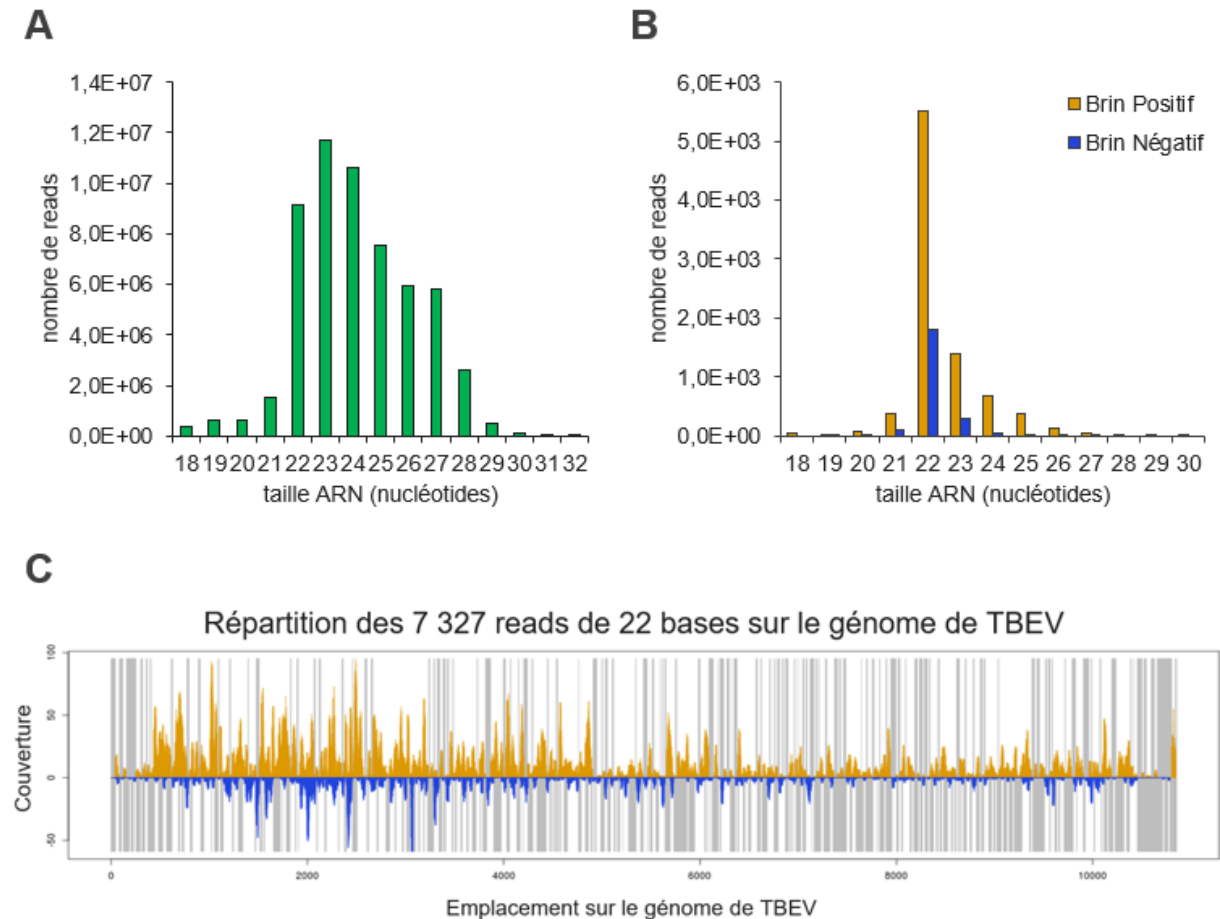 A
1,4E+07
1,2E+07
1,0E+07
8,0E+06
6,0E+06
4,0E+06
2,0E+06
0,0E+00
nombre de reads
18 19 20 21 22 23 24 25 26 27 28 29 30 31 32
taille ARN (nucléotides)
B
6,0E+03
5,0E+03
4,0E+03
3,0E+03
2,0E+03
1,0E+03
0,0E+00
nombre de reads
Brin Positif
Brin Négatif
18 19 20 21 22 23 24 25 26 27 28 29 30
taille ARN (nucléotides)
C
Répartition des 7 327 reads de 22 bases sur le génome de TBEV
100
50
0
-50
Couverture
0 2000 4000 6000 8000 10000
Emplacement sur le génome de TBEV